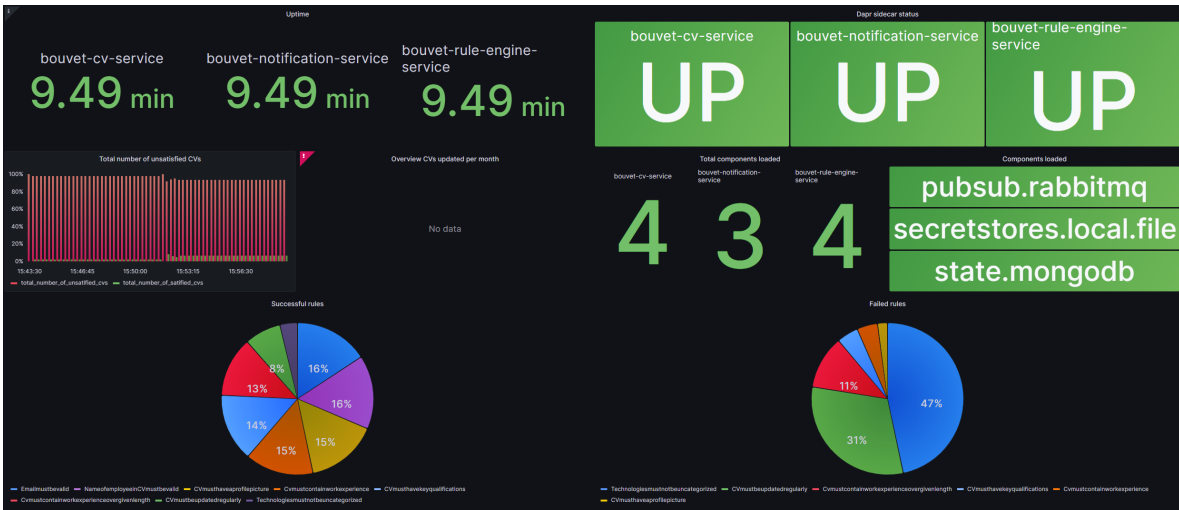 Uptime
bouvet-cv-service
9.49 min
bouvet-notification-service
9.49 min
bouvet-rule-engine-
service
9.49 min
Dapr sidecar status
bouvet-cv-service
UP
bouvet-notification-service
UP
bouvet-rule-engine-
service
UP
Total number of unsatisfied CVs
100%
80%
60%
40%
20%
0%
15:43:30 15:46:45 15:50:00 15:53:15 15:56:30
total_number_of_unsatified_cvs total_number_of_satified_cvs
Overview CVs updated per month
No data
Total components loaded
bouvet-cv-service
4
bouvet-notification-
service
3
bouvet-rule-engine-
service
4
Components loaded
pubsub.rabbitmq
secretstores.local.file
state.mongodb
Successful rules
16%
16%
15%
15%
14%
13%
8%
Emailmustbevalid NameofemployeeinCVmustbevalid CVmusthaveaprofilepicture Cvmustcontainworkexperience CVmusthavekeyqualifications
Cvmustcontainworkexperienceovergivenlength CVmustbeupdatedregularly Technologiesmustnotbeuncategorized
Failed rules
47%
31%
11%
Technologiesmustnotbeuncategorized CVmustbeupdatedregularly Cvmustcontainworkexperienceovergivenlength CVmusthavekeyqualifications Cvmustcontainworkexperience
CVmusthaveaprofilepicture